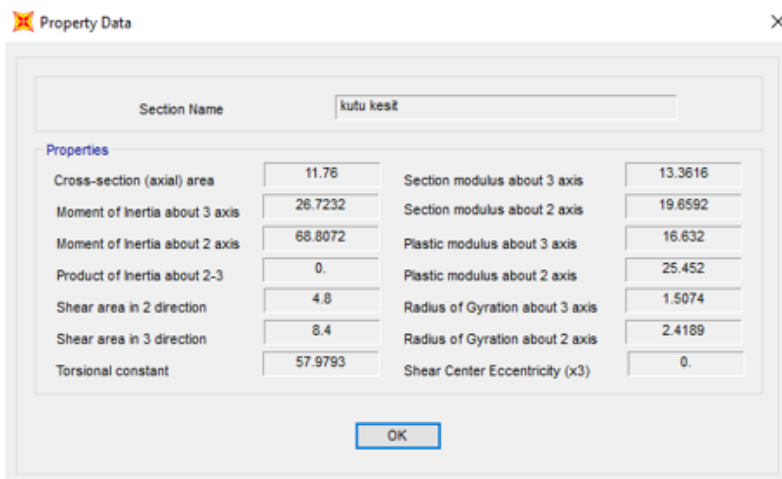 Property Data
Section Name kutu kesit
Properties
Cross-section (axial) area 11.76 Section modulus about 3 axis 13.3616
Moment of Inertia about 3 axis 26.7232 Section modulus about 2 axis 19.6592
Moment of Inertia about 2 axis 68.8072 Plastic modulus about 3 axis 16.632
Product of Inertia about 2-3 0. Plastic modulus about 2 axis 25.452
Shear area in 2 direction 4.8 Radius of Gyration about 3 axis 1.5074
Shear area in 3 direction 8.4 Radius of Gyration about 2 axis 2.4189
Torsional constant 57.9793 Shear Center Eccentricity (x3) 0.
OK